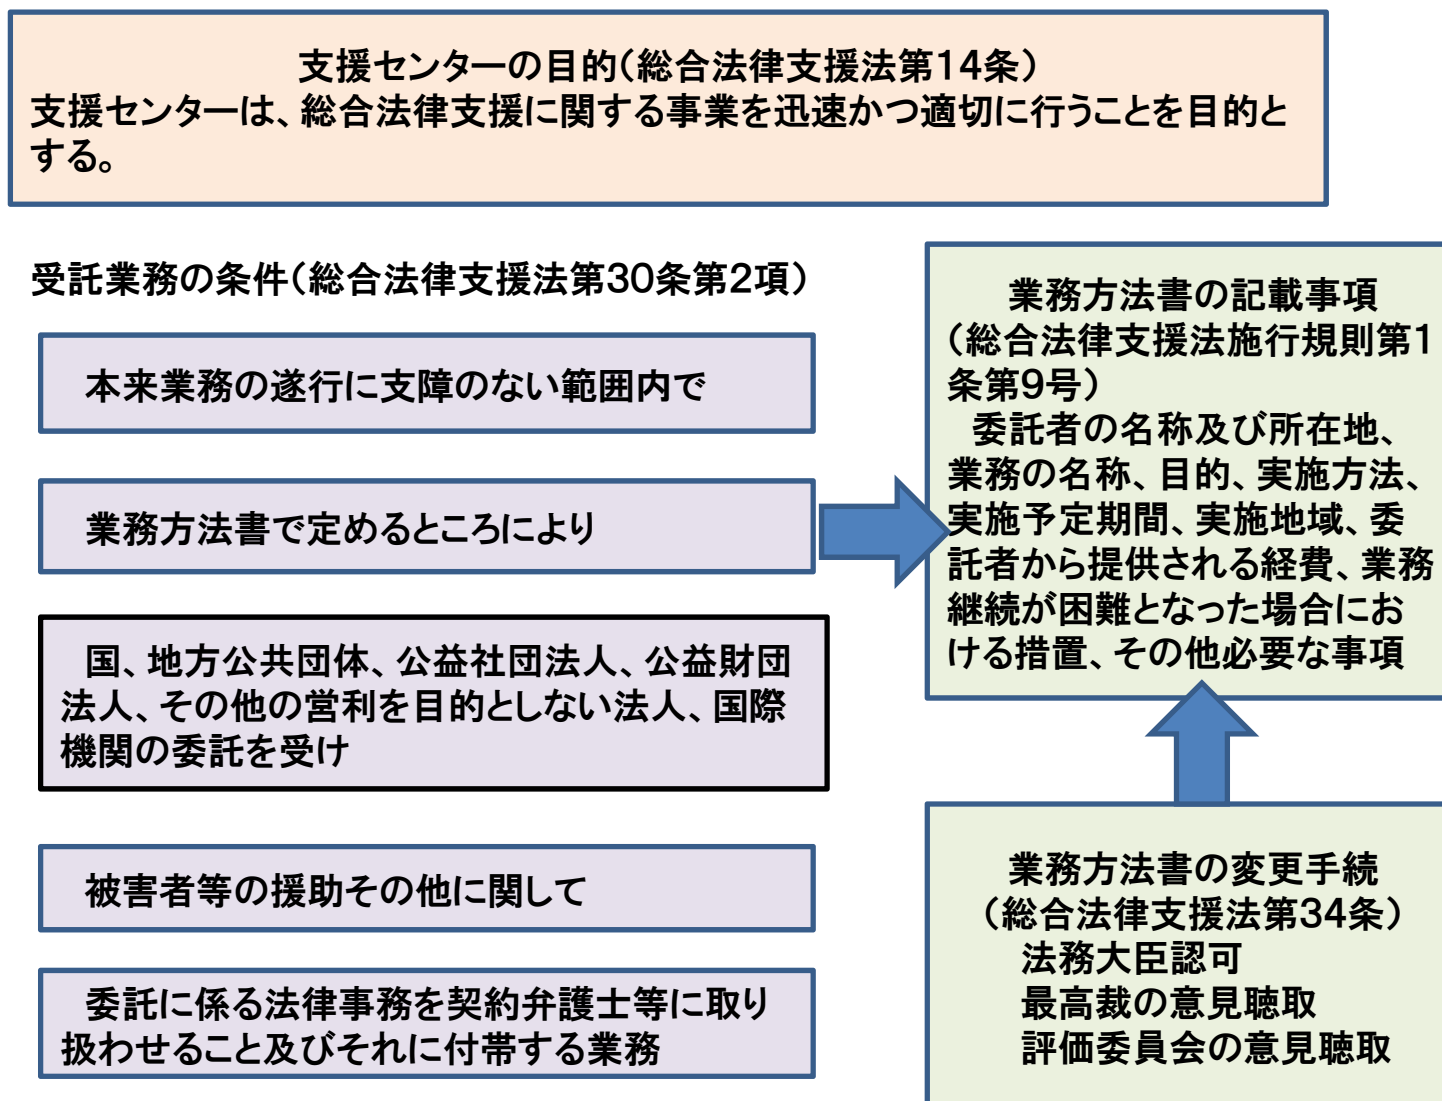 支援センターの目的(総合法律支援法第14条)
支援センターは、総合法律支援に関する事業を迅速かつ適切に行うことを目的と
する。
受託業務の条件(総合法律支援法第30条第2項)
本来業務の遂行に支障のない範囲内で
業務方法書で定めるところにより
国、地方公共団体、公益社団法人、公益財団
法人、その他の営利を目的としない法人、国際
機関の委託を受け
被害者等の援助その他に関して
委託に係る法律事務を契約弁護士等に取り
扱わせること及びそれに付帯する業務
業務方法書の記載事項
(総合法律支援法施行規則第1
条第9号)
委託者の名称及び所在地、
業務の名称、目的、実施方法、
実施予定期間、実施地域、委
託者から提供される経費、業務
継続が困難となった場合にお
ける措置、その他必要な事項
業務方法書の変更手続
(総合法律支援法第34条)
法務大臣認可
最高裁の意見聴取
評価委員会の意見聴取